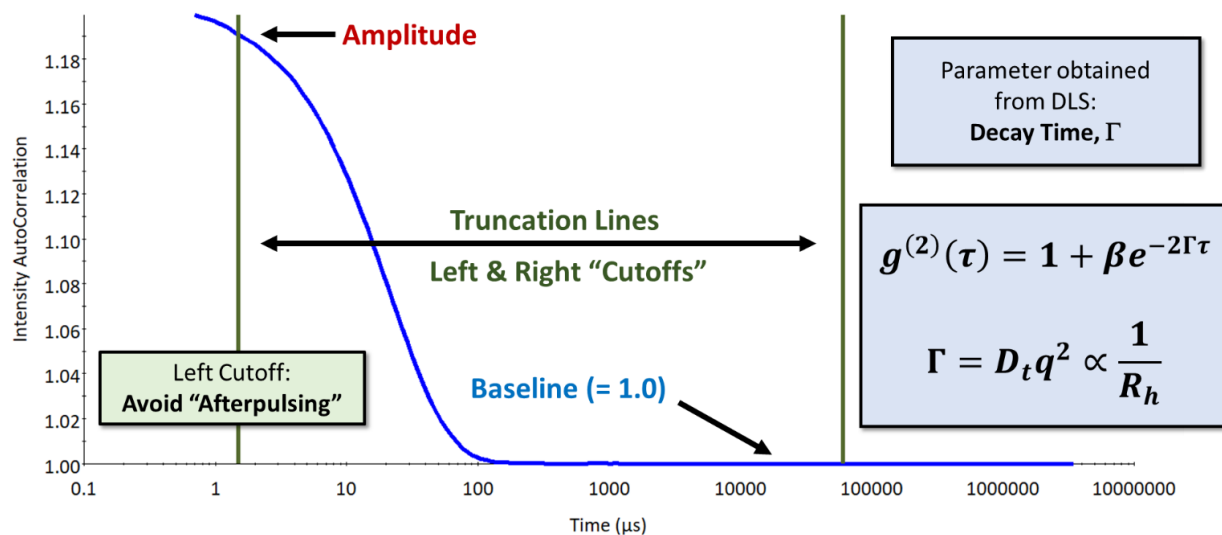 Amplitude
1.18
1.16
1.14
1.12
1.10
1.08
1.06
1.04
1.02
1.00
Intensity AutoCorrelation
Truncation Lines
Left & Right “Cutoffs”
Left Cutoff:
Avoid “Afterpulsing”
Baseline (= 1.0)
0.1 1 10 100 1000 10000 100000 1000000 10000000
Time (µs)
Parameter obtained
from DLS:
Decay Time, Γ
g⁽²⁾(τ) = 1 + βe^{−2Γτ}
Γ = D_t q² ∝ 1/R_h